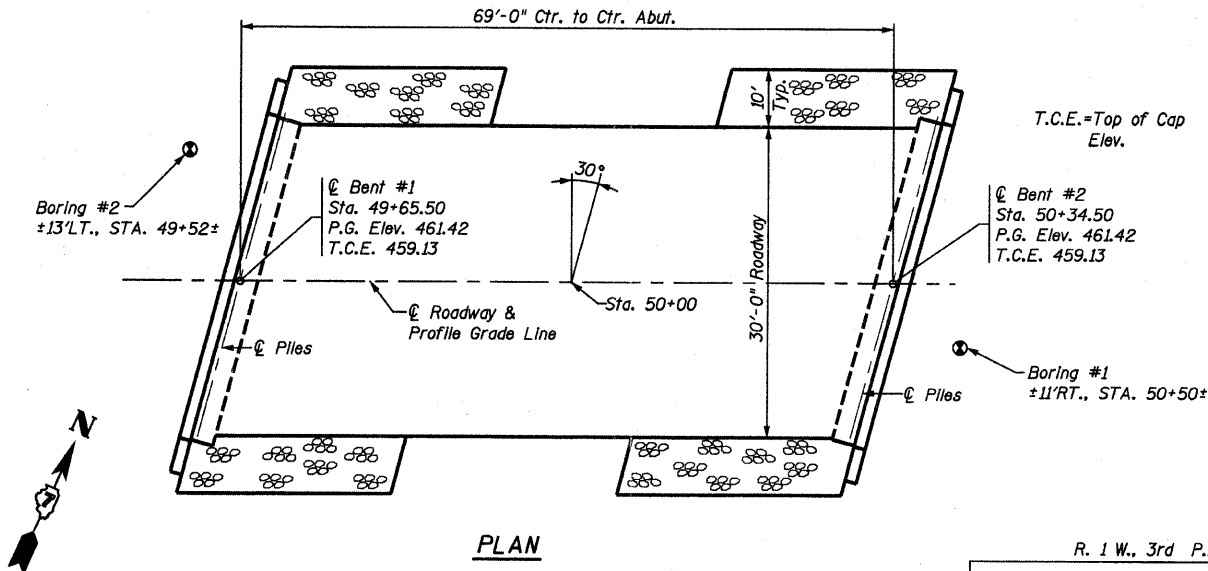 69'-0" Ctr. to Ctr. Abut.
10'
Typ.
T.C.E.=Top of Cap
Elev.
30°
℄ Bent #1
Sta. 49+65.50
P.G. Elev. 461.42
T.C.E. 459.13
Boring #2
±13'LT., STA. 49+52±
℄ Bent #2
Sta. 50+34.50
P.G. Elev. 461.42
T.C.E. 459.13
30'-0" Roadway
Sta. 50+00
℄ Roadway &
Profile Grade Line
℄ Piles
Boring #1
±11'RT., STA. 50+50±
℄ Piles
N
7
PLAN
R. 1 W., 3rd P.